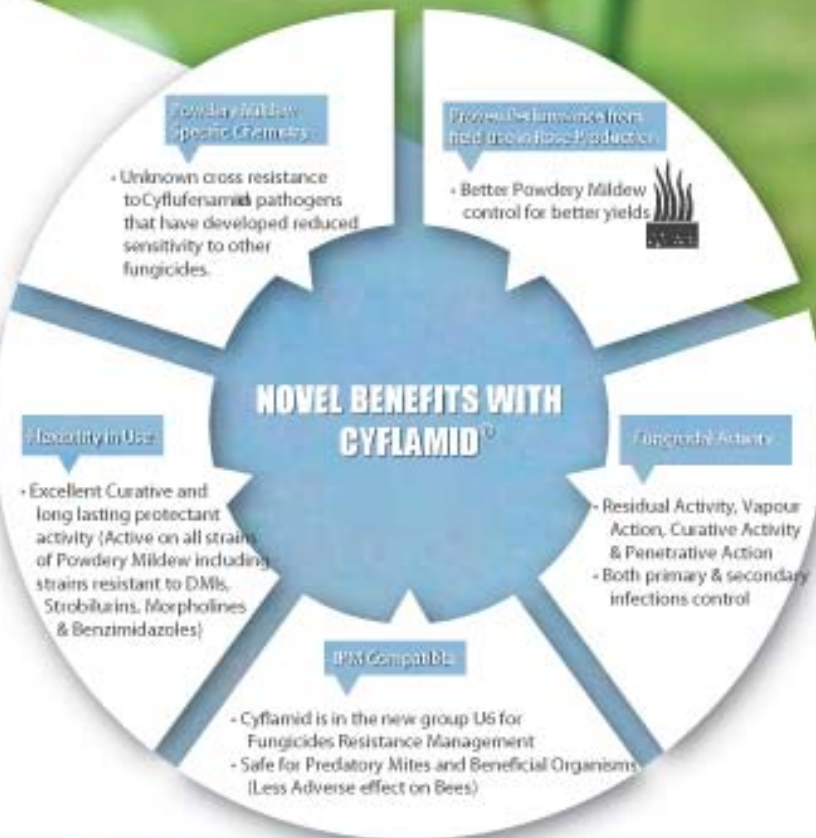 Powdery Mildew
Specific Chemistry
• Unknown cross resistance
toCyflufenamid pathogens
that have developed reduced
sensitivity to other
fungicides.
Proven Performance from
field use in Rose Production
• Better Powdery Mildew
control for better yields
NOVEL BENEFITS WITH
CYFLAMID®
Flexibility in Use
• Excellent Curative and
long lasting protectant
activity (Active on all strains
of Powdery Mildew including
strains resistant to DMIs,
Strobilurins, Morpholines
& Benzimidazoles)
Fungicidal Activity
• Residual Activity, Vapour
Action, Curative Activity
& Penetrative Action
• Both primary & secondary
infections control
IPM Compatible
• Cyflamid is in the new group U6 for
Fungicides Resistance Management
• Safe for Predatory Mites and Beneficial Organisms
(Less Adverse effect on Bees)